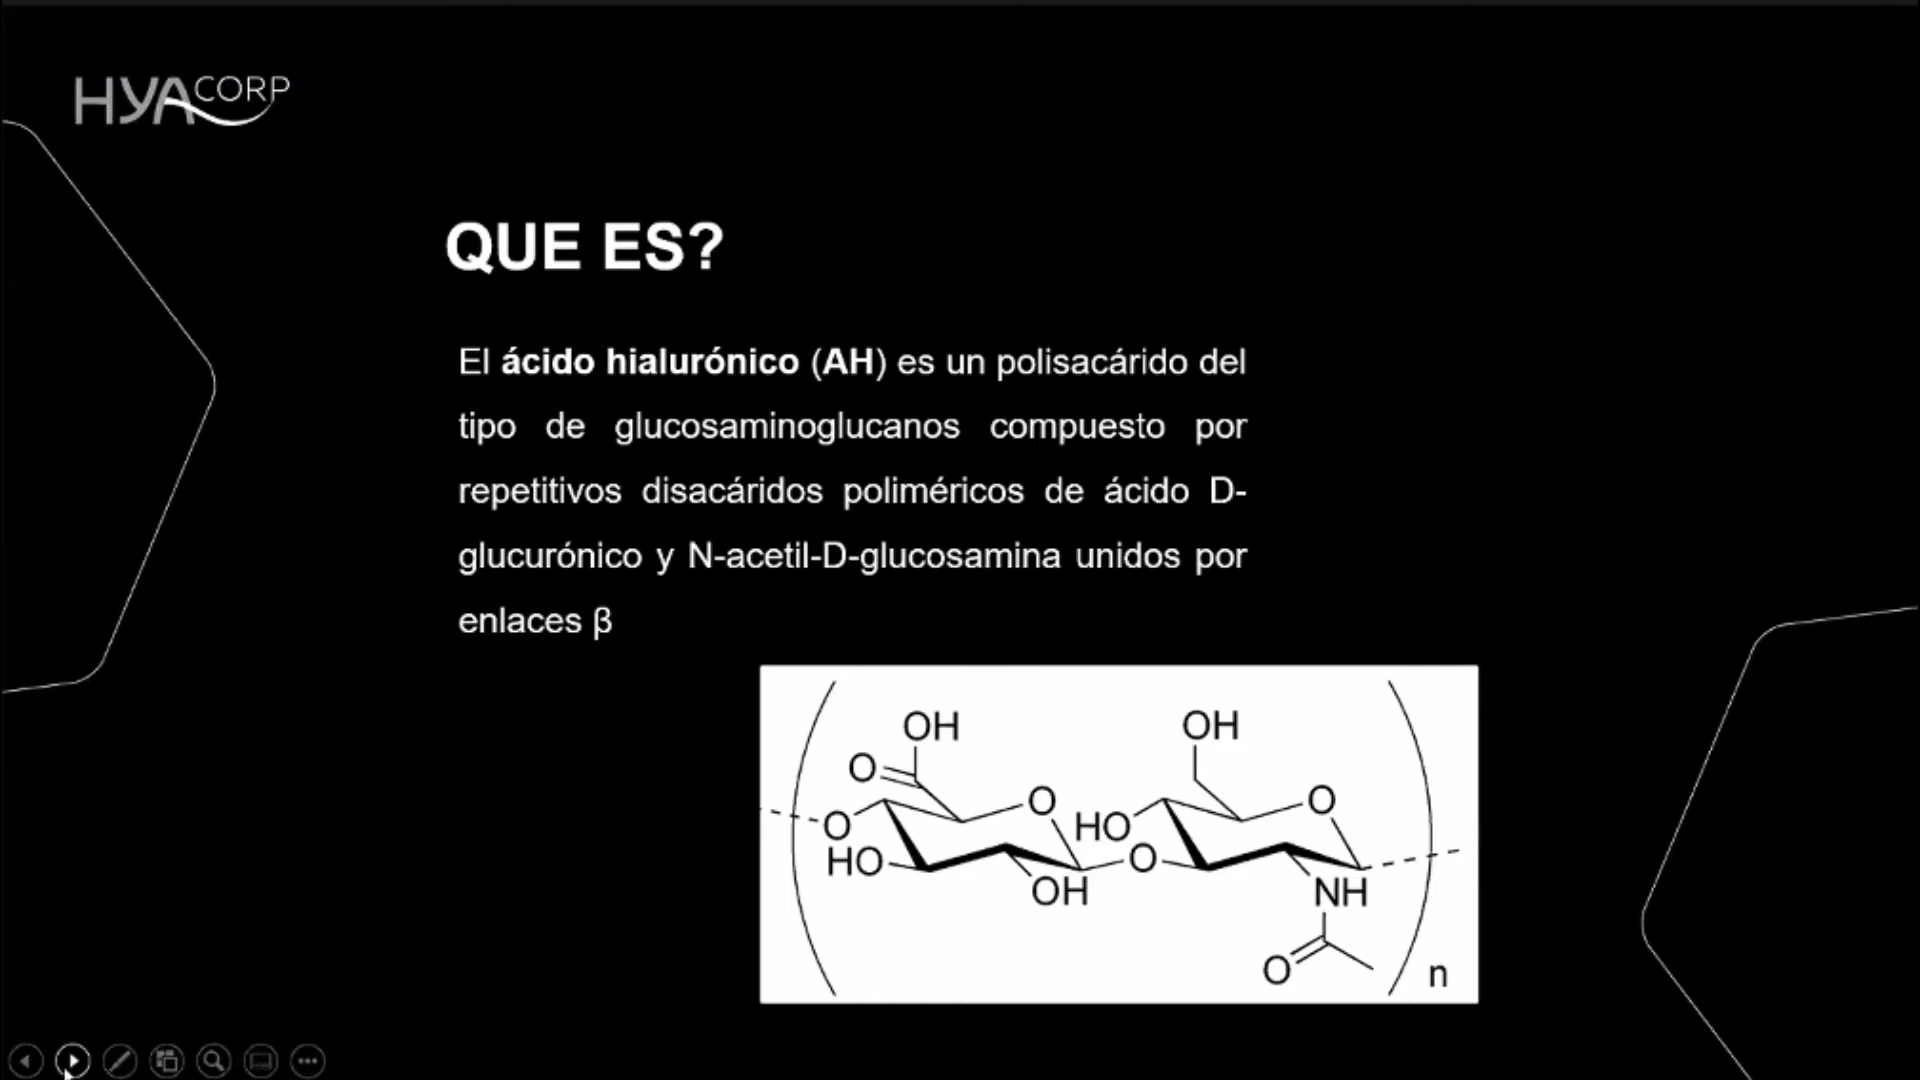 HYACORP
QUE ES?
El ácido hialurónico (AH) es un polisacárido del
tipo de glucosaminoglucanos compuesto por
repetitivos disacáridos poliméricos de ácido D-
glucurónico y N-acetil-D-glucosamina unidos por
enlaces β
OH OH
O O O
O HO
HO O
OH NH
O n